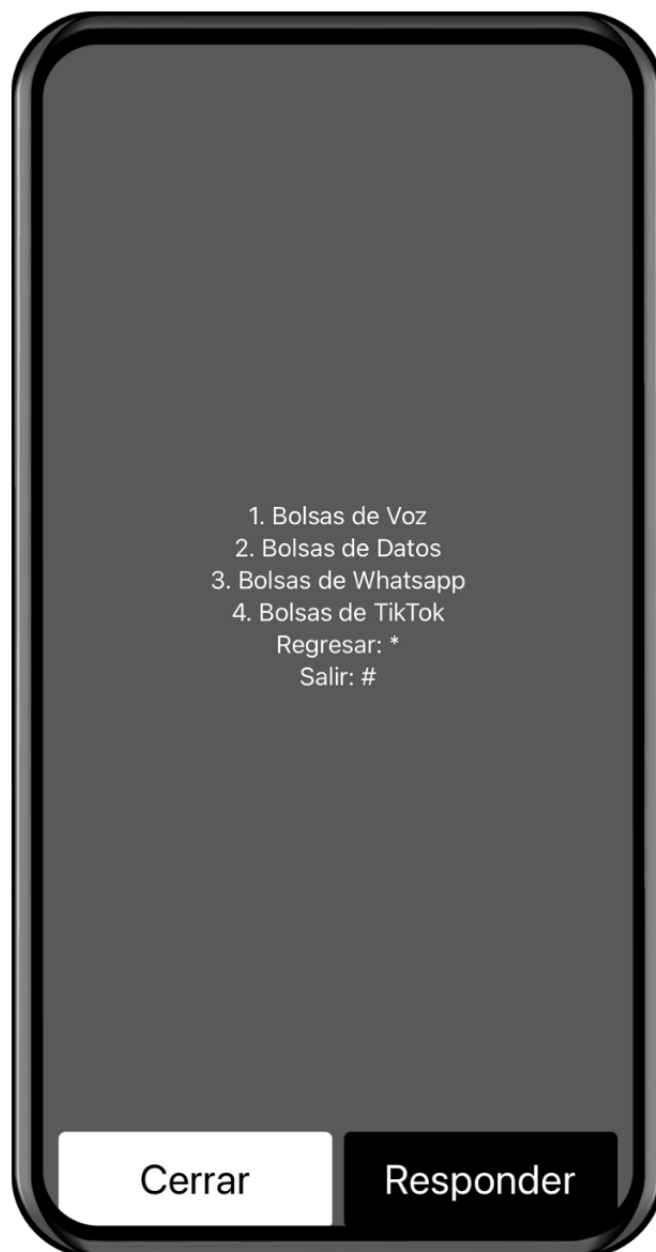 1. Bolsas de Voz
2. Bolsas de Datos
3. Bolsas de Whatsapp
4. Bolsas de TikTok
Regresar: *
Salir: #
Cerrar
Responder